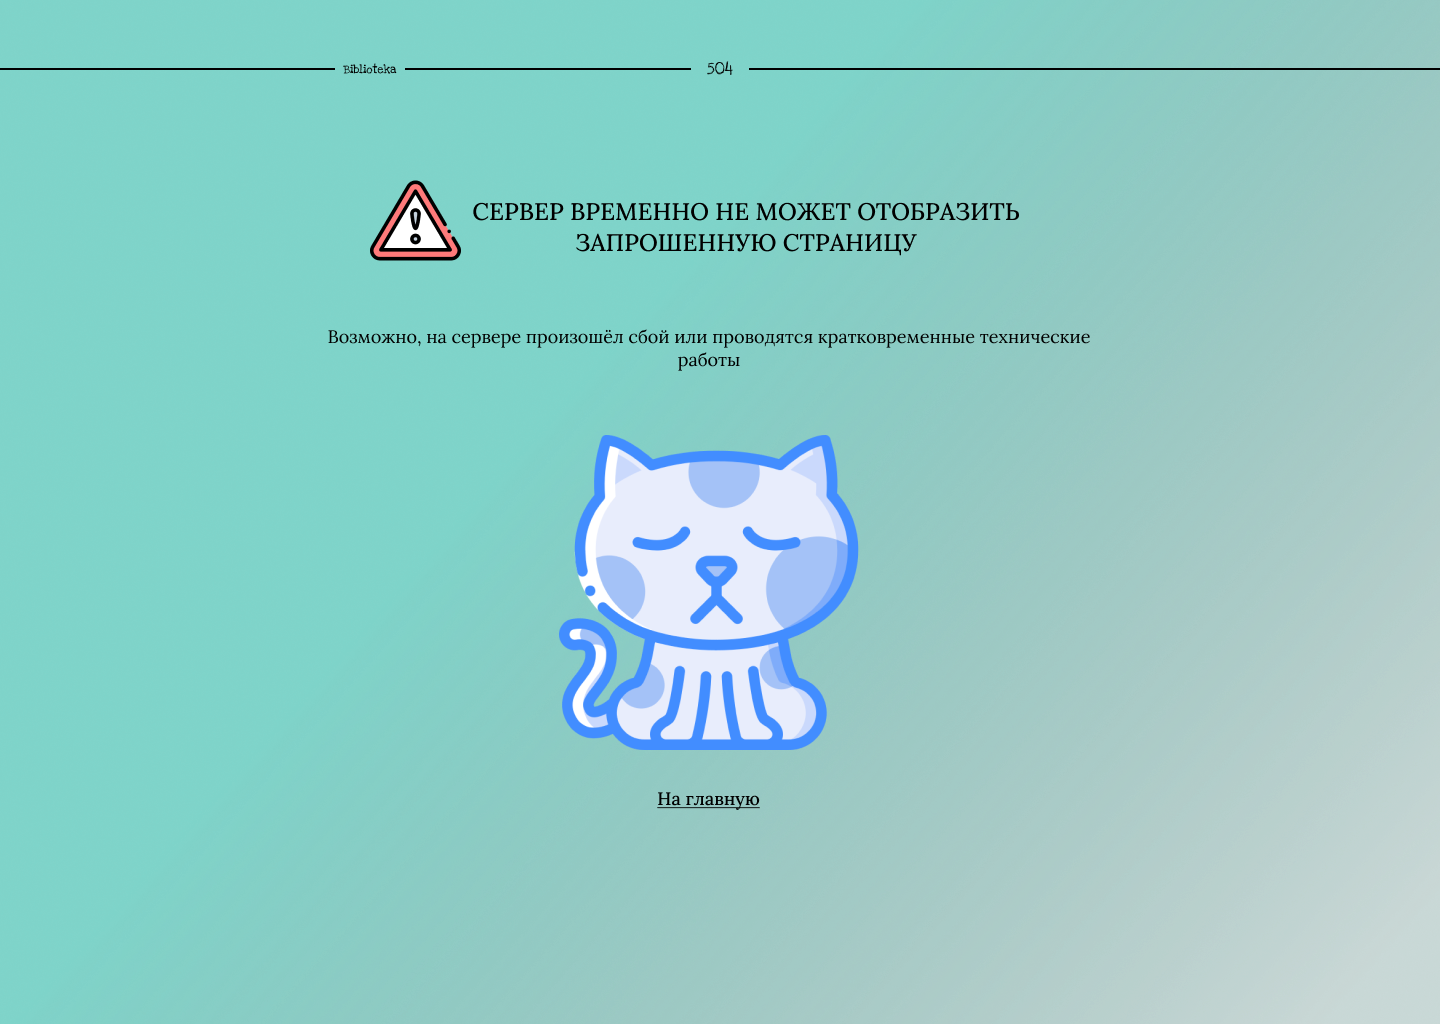 Biblioteka
504
СЕРВЕР ВРЕМЕННО НЕ МОЖЕТ ОТОБРАЗИТЬ
ЗАПРОШЕННУЮ СТРАНИЦУ
Возможно, на сервере произошёл сбой или проводятся кратковременные технические
работы
На главную